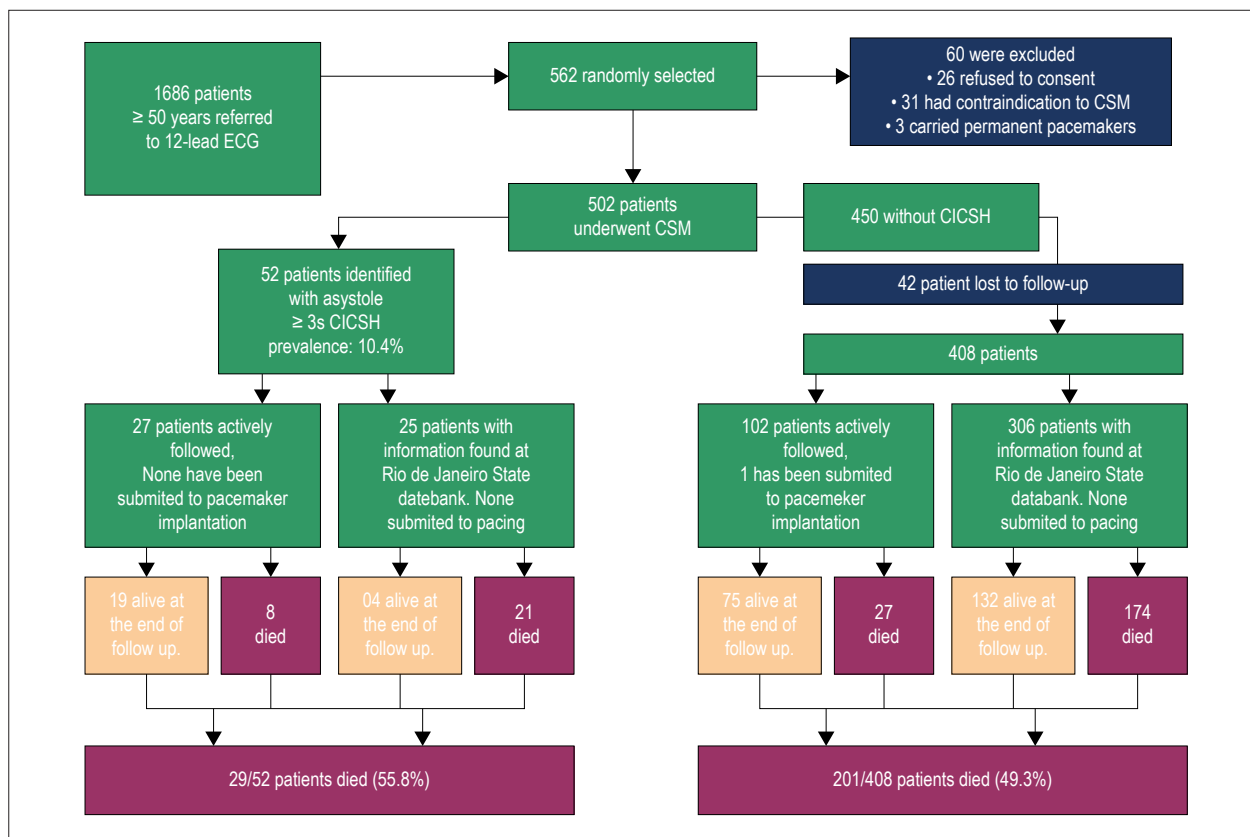 1686 patients
≥ 50 years referred
to 12-lead ECG
562 randomly selected
60 were excluded
• 26 refused to consent
• 31 had contraindication to CSM
• 3 carried permanent pacemakers
502 patients
underwent CSM
450 without CICSH
52 patients identified
with asystole
≥ 3s CICSH
prevalence: 10.4%
42 patient lost to follow-up
408 patients
27 patients actively
followed,
None have been
submited to pacemaker
implantation
25 patients with
information found at
Rio de Janeiro State
datebank. None
submited to pacing
102 patients actively
followed,
1 has been submited
to pacemeker
implantation
306 patients with
information found at
Rio de Janeiro State
databank. None
submited to pacing
19 alive at
the end of
follow up.
8
died
04 alive at
the end of
follow up.
21
died
75 alive at
the end of
follow up.
27
died
132 alive at
the end of
follow up.
174
died
29/52 patients died (55.8%)
201/408 patients died (49.3%)